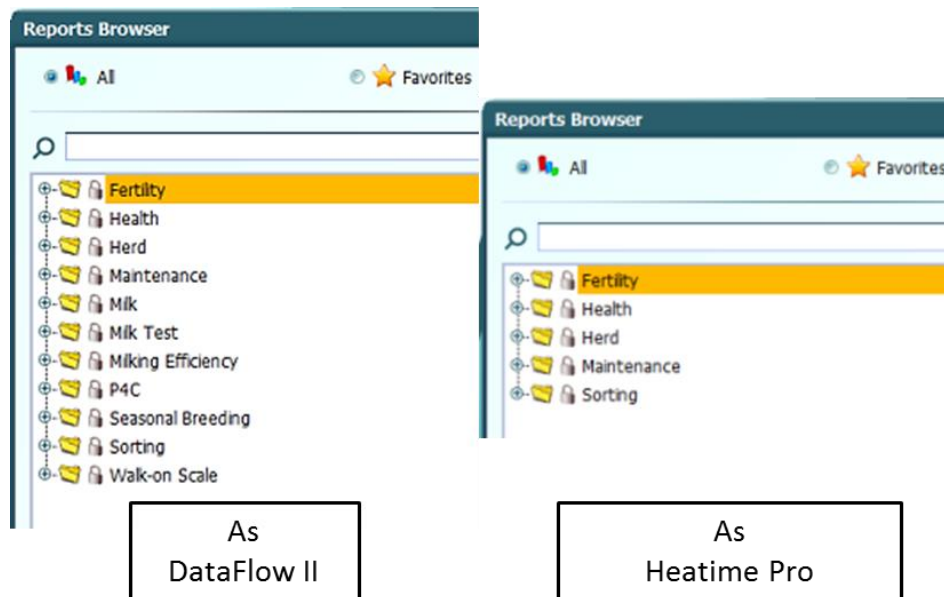 Reports Browser
All
Favorites
Fertility
Health
Herd
Maintenance
Milk
Milk Test
Milking Efficiency
P4C
Seasonal Breeding
Sorting
Walk-on Scale
As
DataFlow II
Reports Browser
All
Favorites
Fertility
Health
Herd
Maintenance
Sorting
As
Heatime Pro